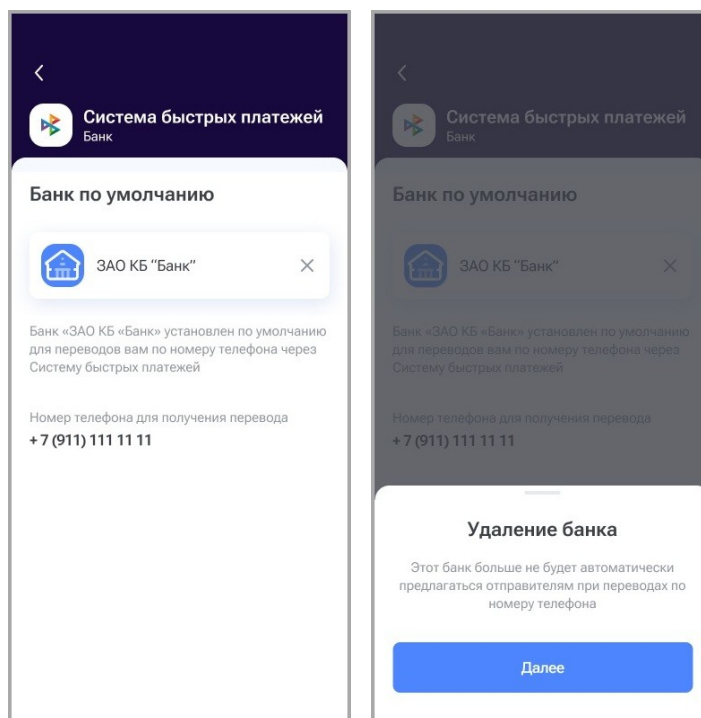 Система быстрых платежей
Банк
Банк по умолчанию
ЗАО КБ "Банк"
Банк «ЗАО КБ «Банк» установлен по умолчанию
для переводов вам по номеру телефона через
Систему быстрых платежей
Номер телефона для получения перевода
+ 7 (911) 111 11 11
Система быстрых платежей
Банк
Банк по умолчанию
ЗАО КБ "Банк"
Банк «ЗАО КБ «Банк» установлен по умолчанию
для переводов вам по номеру телефона через
Систему быстрых платежей
Номер телефона для получения перевода
+ 7 (911) 111 11 11
Удаление банка
Этот банк больше не будет автоматически
предлагаться отправителям при переводах по
номеру телефона
Далее